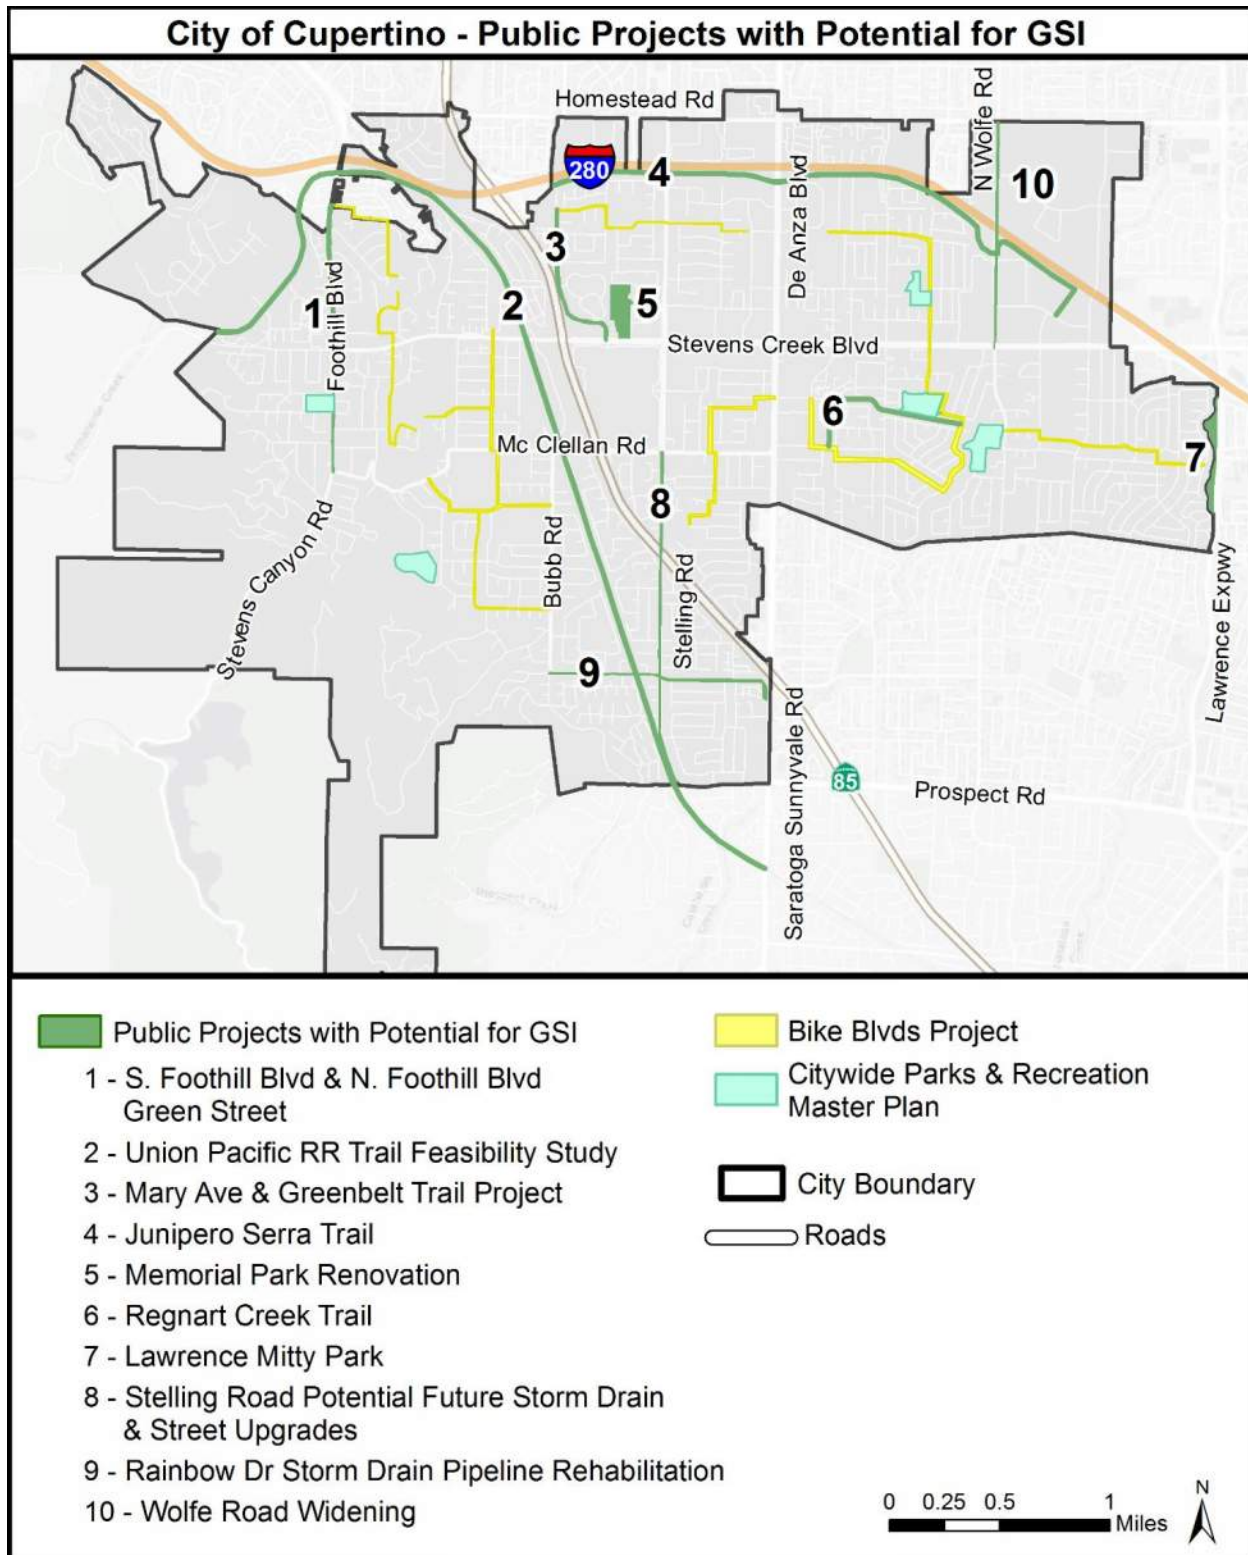 City of Cupertino - Public Projects with Potential for GSI
Homestead Rd
N Wolfe Rd
280
4
De Anza Blvd
10
3
1
Foothill Blvd
2
5
Stevens Creek Blvd
6
Mc Clellan Rd
7
8
Stevens Canyon Rd
Bubb Rd
Stelling Rd
Lawrence Expwy
9
Saratoga Sunnyvale Rd
85
Prospect Rd
Public Projects with Potential for GSI
1 - S. Foothill Blvd & N. Foothill Blvd
Green Street
2 - Union Pacific RR Trail Feasibility Study
3 - Mary Ave & Greenbelt Trail Project
4 - Junipero Serra Trail
5 - Memorial Park Renovation
6 - Regnart Creek Trail
7 - Lawrence Mitty Park
8 - Stelling Road Potential Future Storm Drain
& Street Upgrades
9 - Rainbow Dr Storm Drain Pipeline Rehabilitation
10 - Wolfe Road Widening
Bike Blvds Project
Citywide Parks & Recreation
Master Plan
City Boundary
Roads
0 0.25 0.5 1
Miles
N